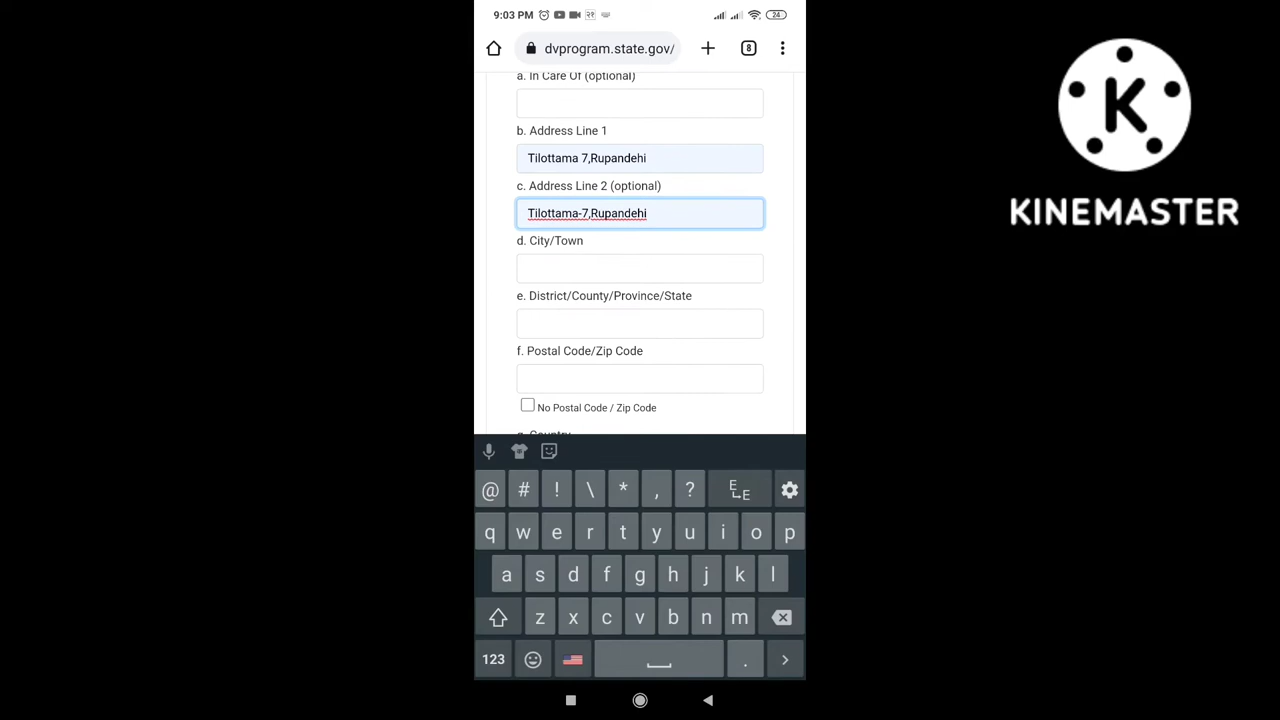 9:03 PM 24
dvprogram.state.gov/ 8
a. In Care Of (optional)
b. Address Line 1
Tilottama 7,Rupandehi
c. Address Line 2 (optional)
Tilottama-7,Rupandehi
d. City/Town
e. District/County/Province/State
f. Postal Code/Zip Code
No Postal Code / Zip Code
g. Country
@ # ! \ * , ? E E
q w e r t y u i o p
a s d f g h j k l
z x c v b n m
123 . >
K
KINEMASTER